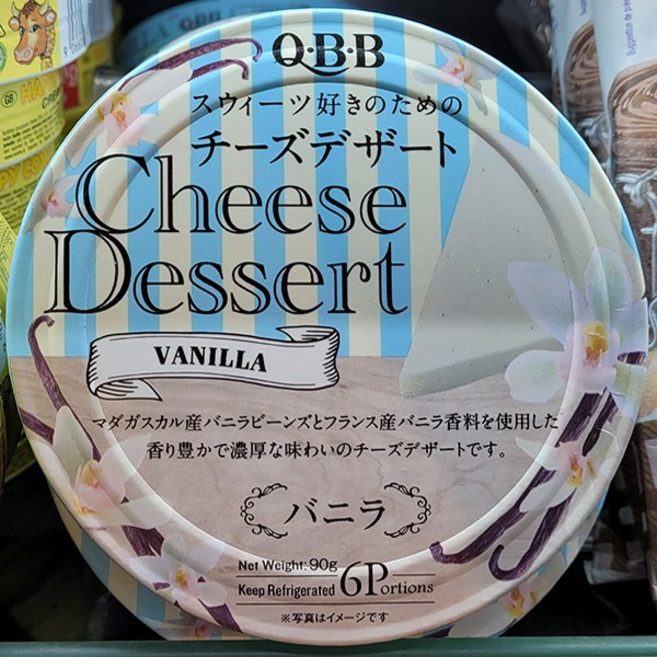 Q·B·B
スウィーツ好きのための
チーズデザート
Cheese
Dessert
VANILLA
マダガスカル産バニラビーンズとフランス産バニラ香料を使用した
香り豊かで濃厚な味わいのチーズデザートです。
バニラ
Net Weight: 90g
Keep Refrigerated 6Portions
※写真はイメージです
GB